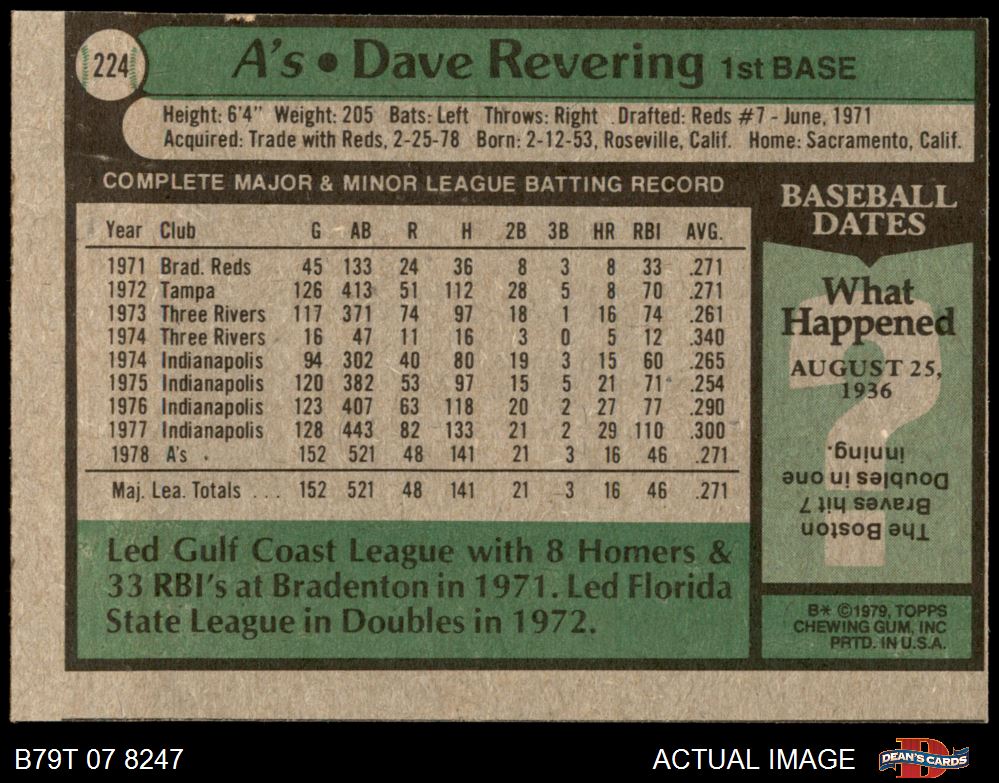 224
A's • Dave Revering 1st BASE
Height: 6'4" Weight: 205 Bats: Left Throws: Right Drafted: Reds #7 - June, 1971
Acquired: Trade with Reds, 2-25-78 Born: 2-12-53, Roseville, Calif. Home: Sacramento, Calif.
COMPLETE MAJOR & MINOR LEAGUE BATTING RECORD
Year Club G AB R H 2B 3B HR RBI AVG.
1971 Brad. Reds 45 133 24 36 8 3 8 33 .271
1972 Tampa 126 413 51 112 28 5 8 70 .271
1973 Three Rivers 117 371 74 97 18 1 16 74 .261
1974 Three Rivers 16 47 11 16 3 0 5 12 .340
1974 Indianapolis 94 302 40 80 19 3 15 60 .265
1975 Indianapolis 120 382 53 97 15 5 21 71 .254
1976 Indianapolis 123 407 63 118 20 2 27 77 .290
1977 Indianapolis 128 443 82 133 21 2 29 110 .300
1978 A's 152 521 48 141 21 3 16 46 .271
Maj. Lea. Totals ... 152 521 48 141 21 3 16 46 .271
Led Gulf Coast League with 8 Homers &
33 RBI's at Bradenton in 1971. Led Florida
State League in Doubles in 1972.
BASEBALL
DATES
What
Happened
AUGUST 25,
1936
?
The Boston
Braves hit 7
Doubles in one
inning.
B* ©1979, TOPPS
CHEWING GUM, INC
PRTD. IN U.S.A.
B79T 07 8247
ACTUAL IMAGE
D
DEAN'S CARDS